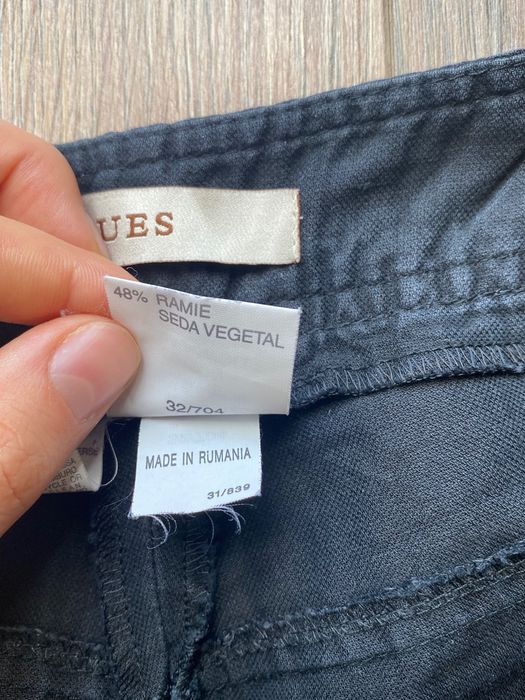 UES
48% RAMIE
SEDA VEGETAL
32/704
MADE IN RUMANIA
31/839